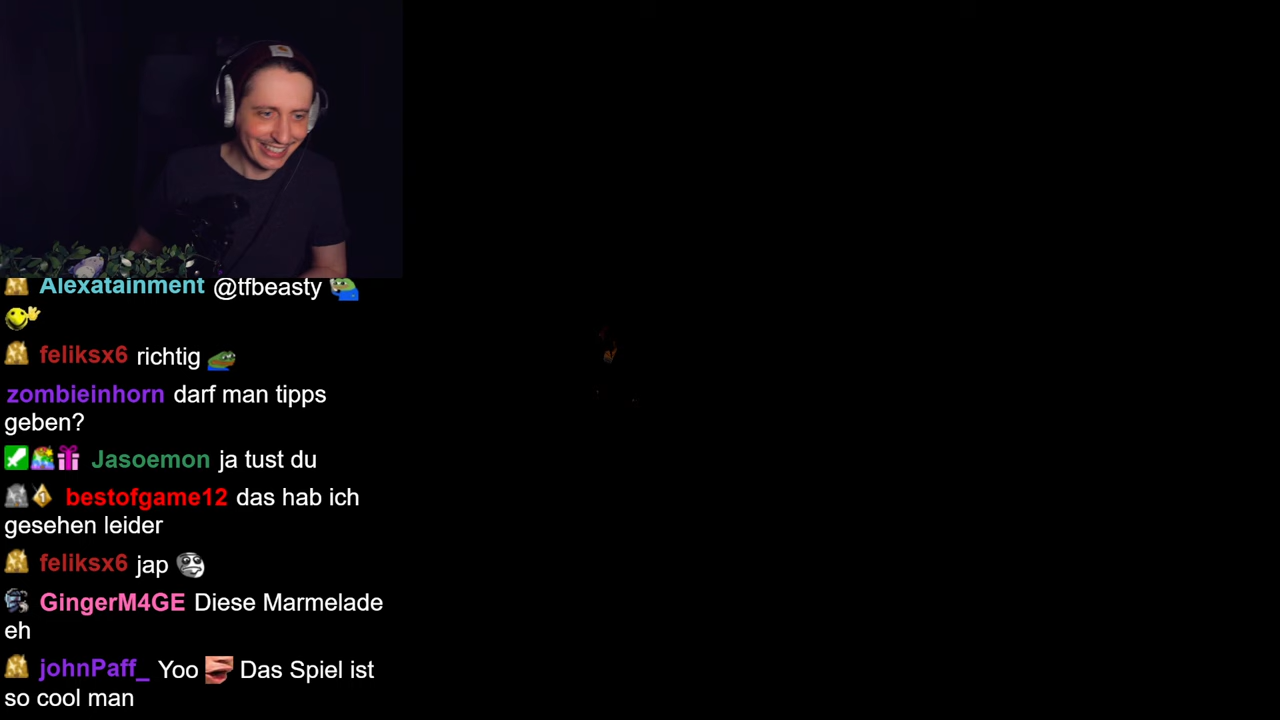 Alexatainment @tfbeasty
feliksx6 richtig
zombieinhorn darf man tipps
geben?
Jasoemon ja tust du
bestofgame12 das hab ich
gesehen leider
feliksx6 jap
GingerM4GE Diese Marmelade
eh
johnPaff_ Yoo Das Spiel ist
so cool man